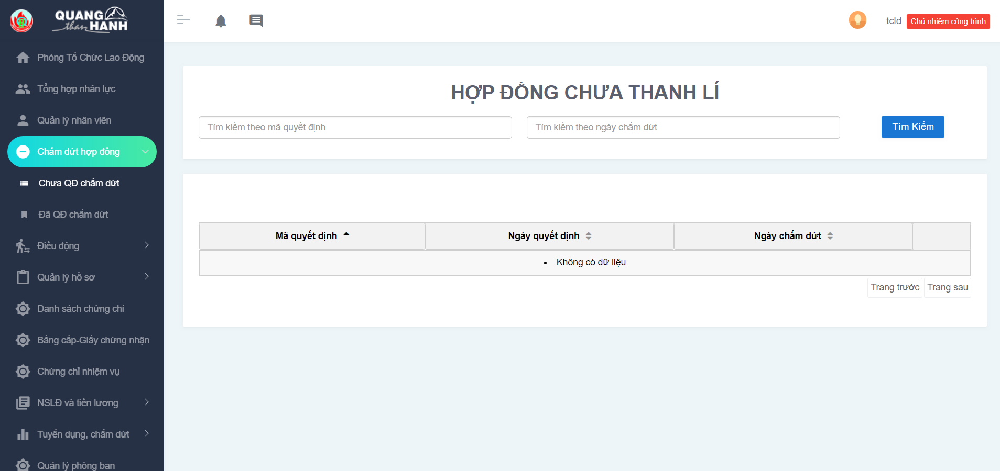 QUANG
than HANH
tcld
Chủ nhiệm công trình
Phòng Tổ Chức Lao Động
Tổng hợp nhân lực
Quản lý nhân viên
Chấm dứt hợp đồng
Chưa QĐ chấm dứt
Đã QĐ chấm dứt
Điều động
Quản lý hồ sơ
Danh sách chứng chỉ
Bằng cấp-Giấy chứng nhận
Chứng chỉ nhiệm vụ
NSLĐ và tiền lương
Tuyển dụng, chấm dứt
Quản lý phòng ban
HỢP ĐỒNG CHƯA THANH LÍ
Tìm kiếm theo mã quyết định
Tìm kiếm theo ngày chấm dứt
Tìm Kiếm
Mã quyết định
Ngày quyết định
Ngày chấm dứt
• Không có dữ liệu
Trang trước
Trang sau